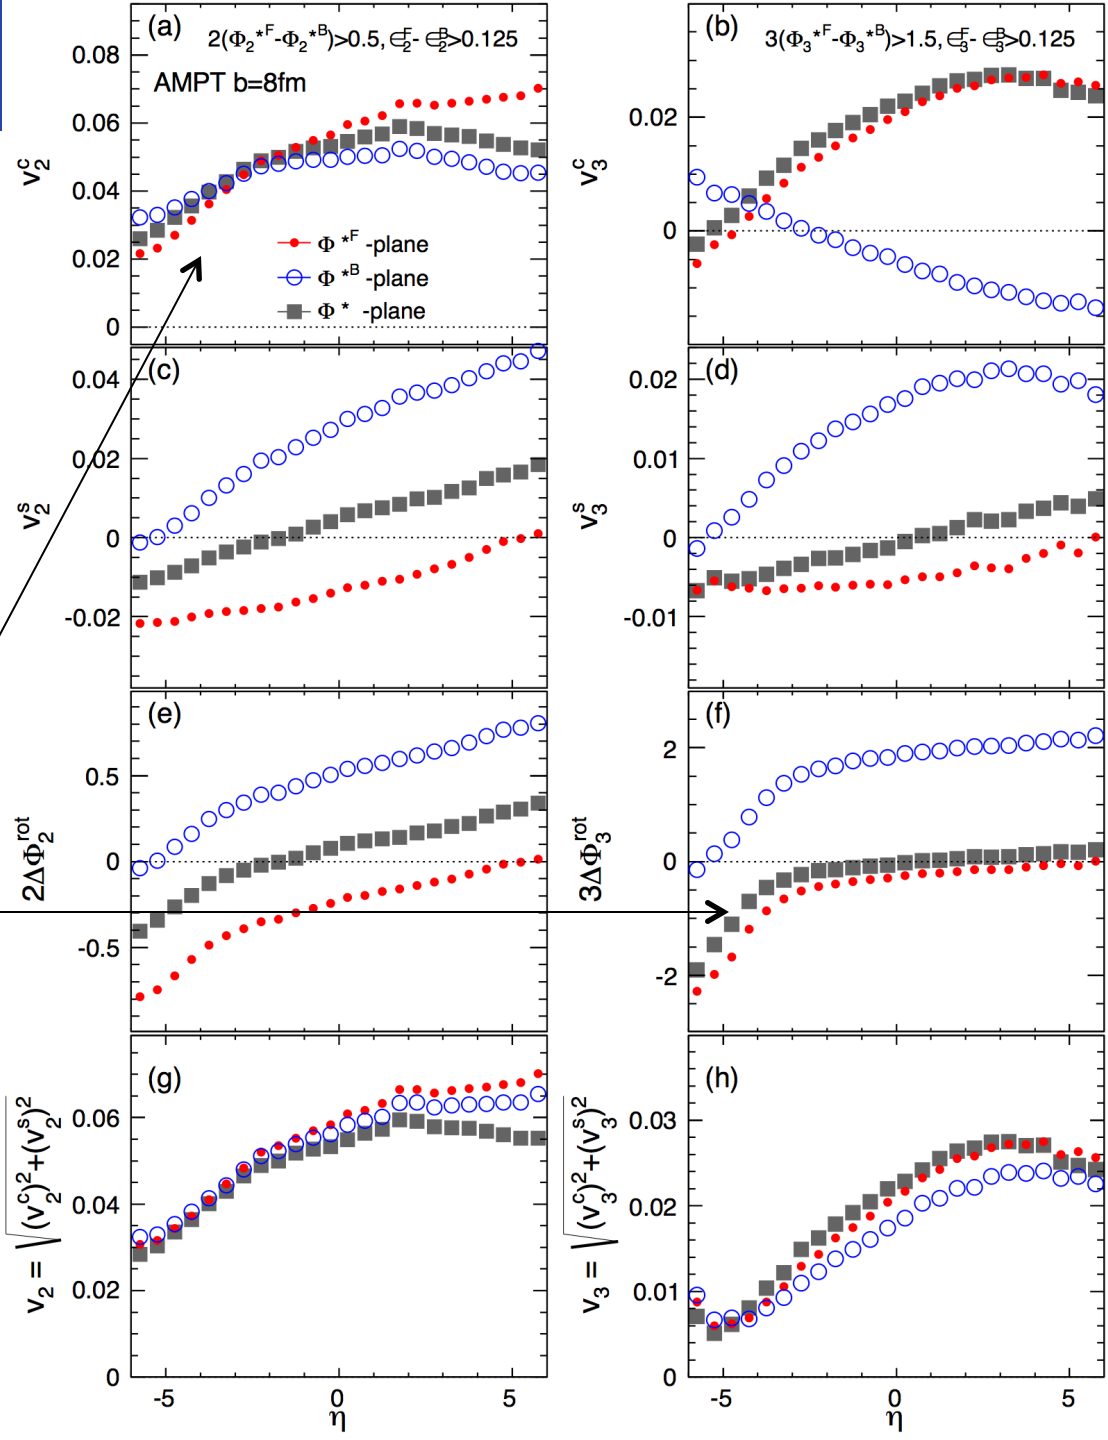 (a) 2(Φ₂*ᶠ-Φ₂*ᴮ)>0.5, ∈₂ᶠ- ∈₂ᴮ>0.125
AMPT b=8fm
0.08
0.06
0.04
0.02
0
v₂ᶜ
Φ *ᶠ -plane
Φ *ᴮ -plane
Φ * -plane
(b) 3(Φ₃*ᶠ-Φ₃*ᴮ)>1.5, ∈₃ᶠ- ∈₃ᴮ>0.125
0.02
0
v₃ᶜ
(c)
0.04
0.02
0
-0.02
v₂ˢ
(d)
0.02
0.01
0
-0.01
v₃ˢ
(e)
0.5
0
-0.5
2ΔΦ₂ʳᵒᵗ
(f)
2
0
-2
3ΔΦ₃ʳᵒᵗ
(g)
0.06
0.04
0.02
0
v₂ = √(v₂ᶜ)²+(v₂ˢ)²
-5 0 5
η
(h)
0.03
0.02
0.01
0
v₃ = √(v₃ᶜ)²+(v₃ˢ)²
-5 0 5
η